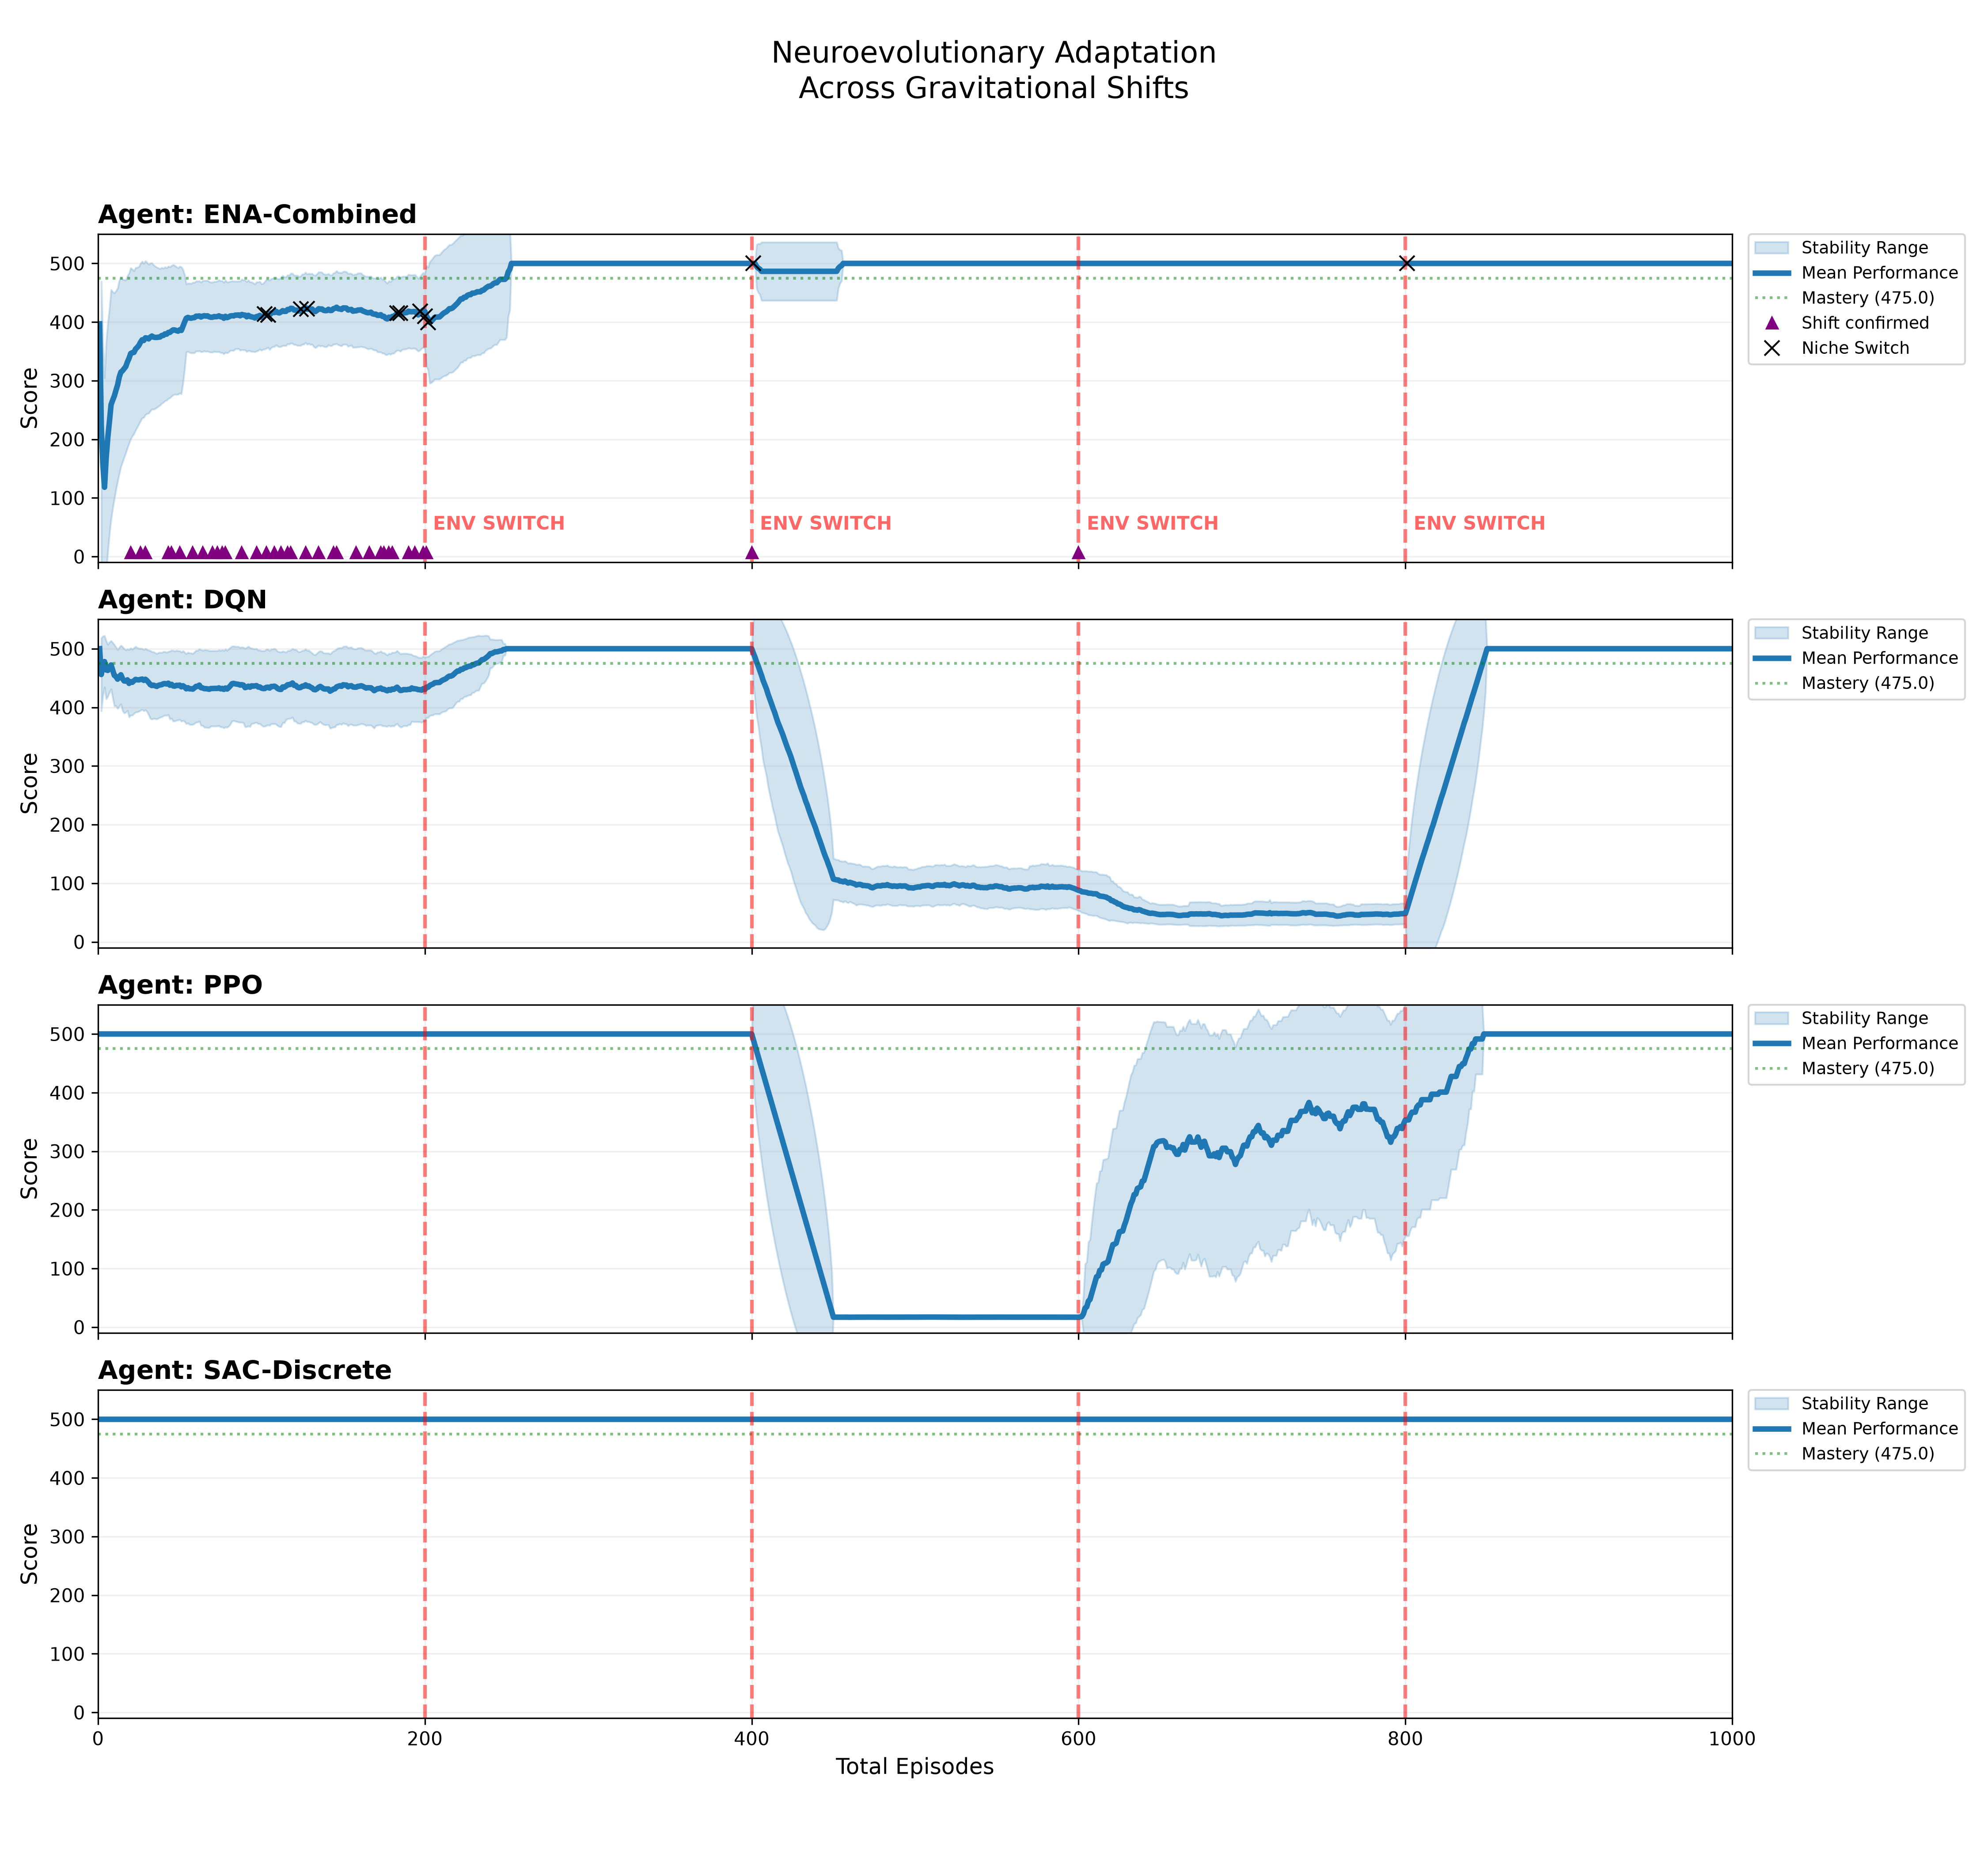 Neuroevolutionary Adaptation
Across Gravitational Shifts
Agent: ENA-Combined
Score
500
400
300
200
100
0
ENV SWITCH
ENV SWITCH
ENV SWITCH
ENV SWITCH
Stability Range
Mean Performance
Mastery (475.0)
Shift confirmed
Niche Switch
Agent: DQN
Score
500
400
300
200
100
0
Stability Range
Mean Performance
Mastery (475.0)
Agent: PPO
Score
500
400
300
200
100
0
Stability Range
Mean Performance
Mastery (475.0)
Agent: SAC-Discrete
Score
500
400
300
200
100
0
Stability Range
Mean Performance
Mastery (475.0)
0
200
400
600
800
1000
Total Episodes